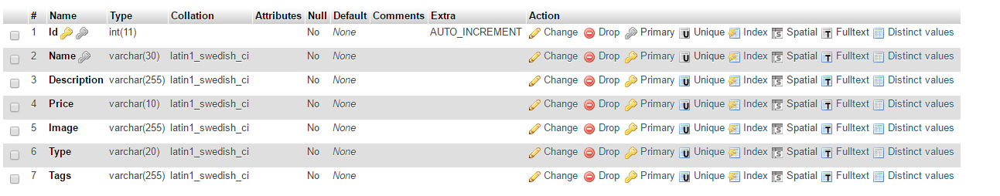 # Name Type Collation Attributes Null Default Comments Extra Action
1 Id int(11) No None AUTO_INCREMENT Change Drop Primary Unique Index Spatial Fulltext Distinct values
2 Name varchar(30) latin1_swedish_ci No None Change Drop Primary Unique Index Spatial Fulltext Distinct values
3 Description varchar(255) latin1_swedish_ci No None Change Drop Primary Unique Index Spatial Fulltext Distinct values
4 Price varchar(10) latin1_swedish_ci No None Change Drop Primary Unique Index Spatial Fulltext Distinct values
5 Image varchar(255) latin1_swedish_ci No None Change Drop Primary Unique Index Spatial Fulltext Distinct values
6 Type varchar(20) latin1_swedish_ci No None Change Drop Primary Unique Index Spatial Fulltext Distinct values
7 Tags varchar(255) latin1_swedish_ci No None Change Drop Primary Unique Index Spatial Fulltext Distinct values